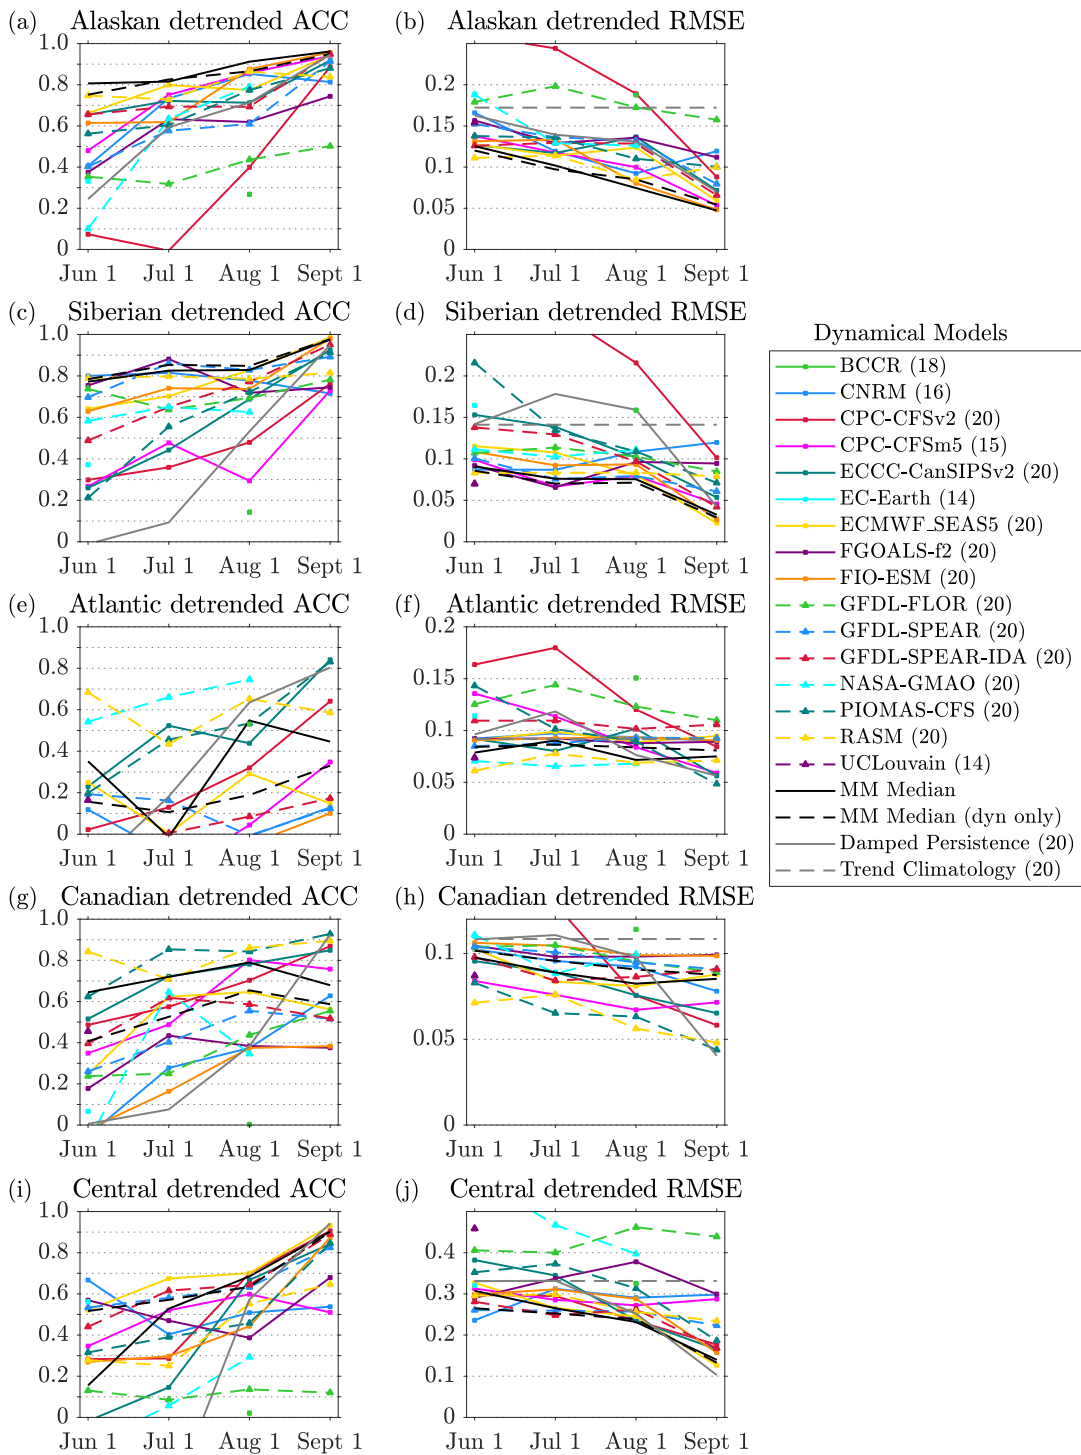 (a) Alaskan detrended ACC
1.0
0.8
0.6
0.4
0.2
0
Jun 1 Jul 1 Aug 1 Sept 1
(b) Alaskan detrended RMSE
0.2
0.15
0.1
0.05
0
Jun 1 Jul 1 Aug 1 Sept 1
(c) Siberian detrended ACC
1.0
0.8
0.6
0.4
0.2
0
Jun 1 Jul 1 Aug 1 Sept 1
(d) Siberian detrended RMSE
0.2
0.15
0.1
0.05
0
Jun 1 Jul 1 Aug 1 Sept 1
(e) Atlantic detrended ACC
1.0
0.8
0.6
0.4
0.2
0
Jun 1 Jul 1 Aug 1 Sept 1
(f) Atlantic detrended RMSE
0.2
0.15
0.1
0.05
0
Jun 1 Jul 1 Aug 1 Sept 1
(g) Canadian detrended ACC
1.0
0.8
0.6
0.4
0.2
0
Jun 1 Jul 1 Aug 1 Sept 1
(h) Canadian detrended RMSE
0.1
0.05
0
Jun 1 Jul 1 Aug 1 Sept 1
(i) Central detrended ACC
1.0
0.8
0.6
0.4
0.2
0
Jun 1 Jul 1 Aug 1 Sept 1
(j) Central detrended RMSE
0.4
0.3
0.2
0.1
0
Jun 1 Jul 1 Aug 1 Sept 1
Dynamical Models
BCCR (18)
CNRM (16)
CPC-CFSv2 (20)
CPC-CFSm5 (15)
ECCC-CanSIPSv2 (20)
EC-Earth (14)
ECMWF_SEAS5 (20)
FGOALS-f2 (20)
FIO-ESM (20)
GFDL-FLOR (20)
GFDL-SPEAR (20)
GFDL-SPEAR-IDA (20)
NASA-GMAO (20)
PIOMAS-CFS (20)
RASM (20)
UCLouvain (14)
MM Median
MM Median (dyn only)
Damped Persistence (20)
Trend Climatology (20)